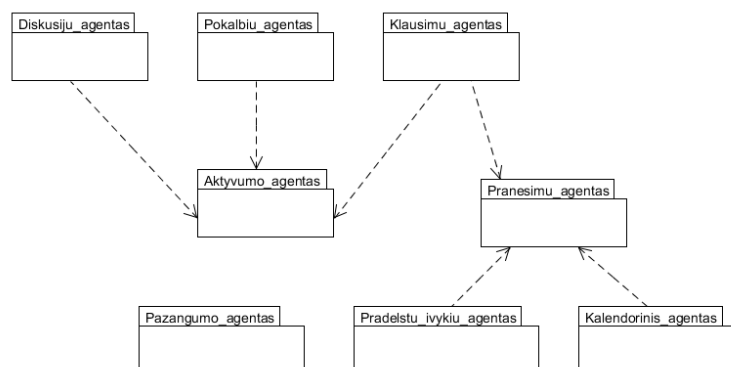 Diskusiju_agentas
Pokalbiu_agentas
Klausimu_agentas
Aktyvumo_agentas
Pranesimu_agentas
Pazangumo_agentas
Pradelstu_ivykiu_agentas
Kalendorinis_agentas